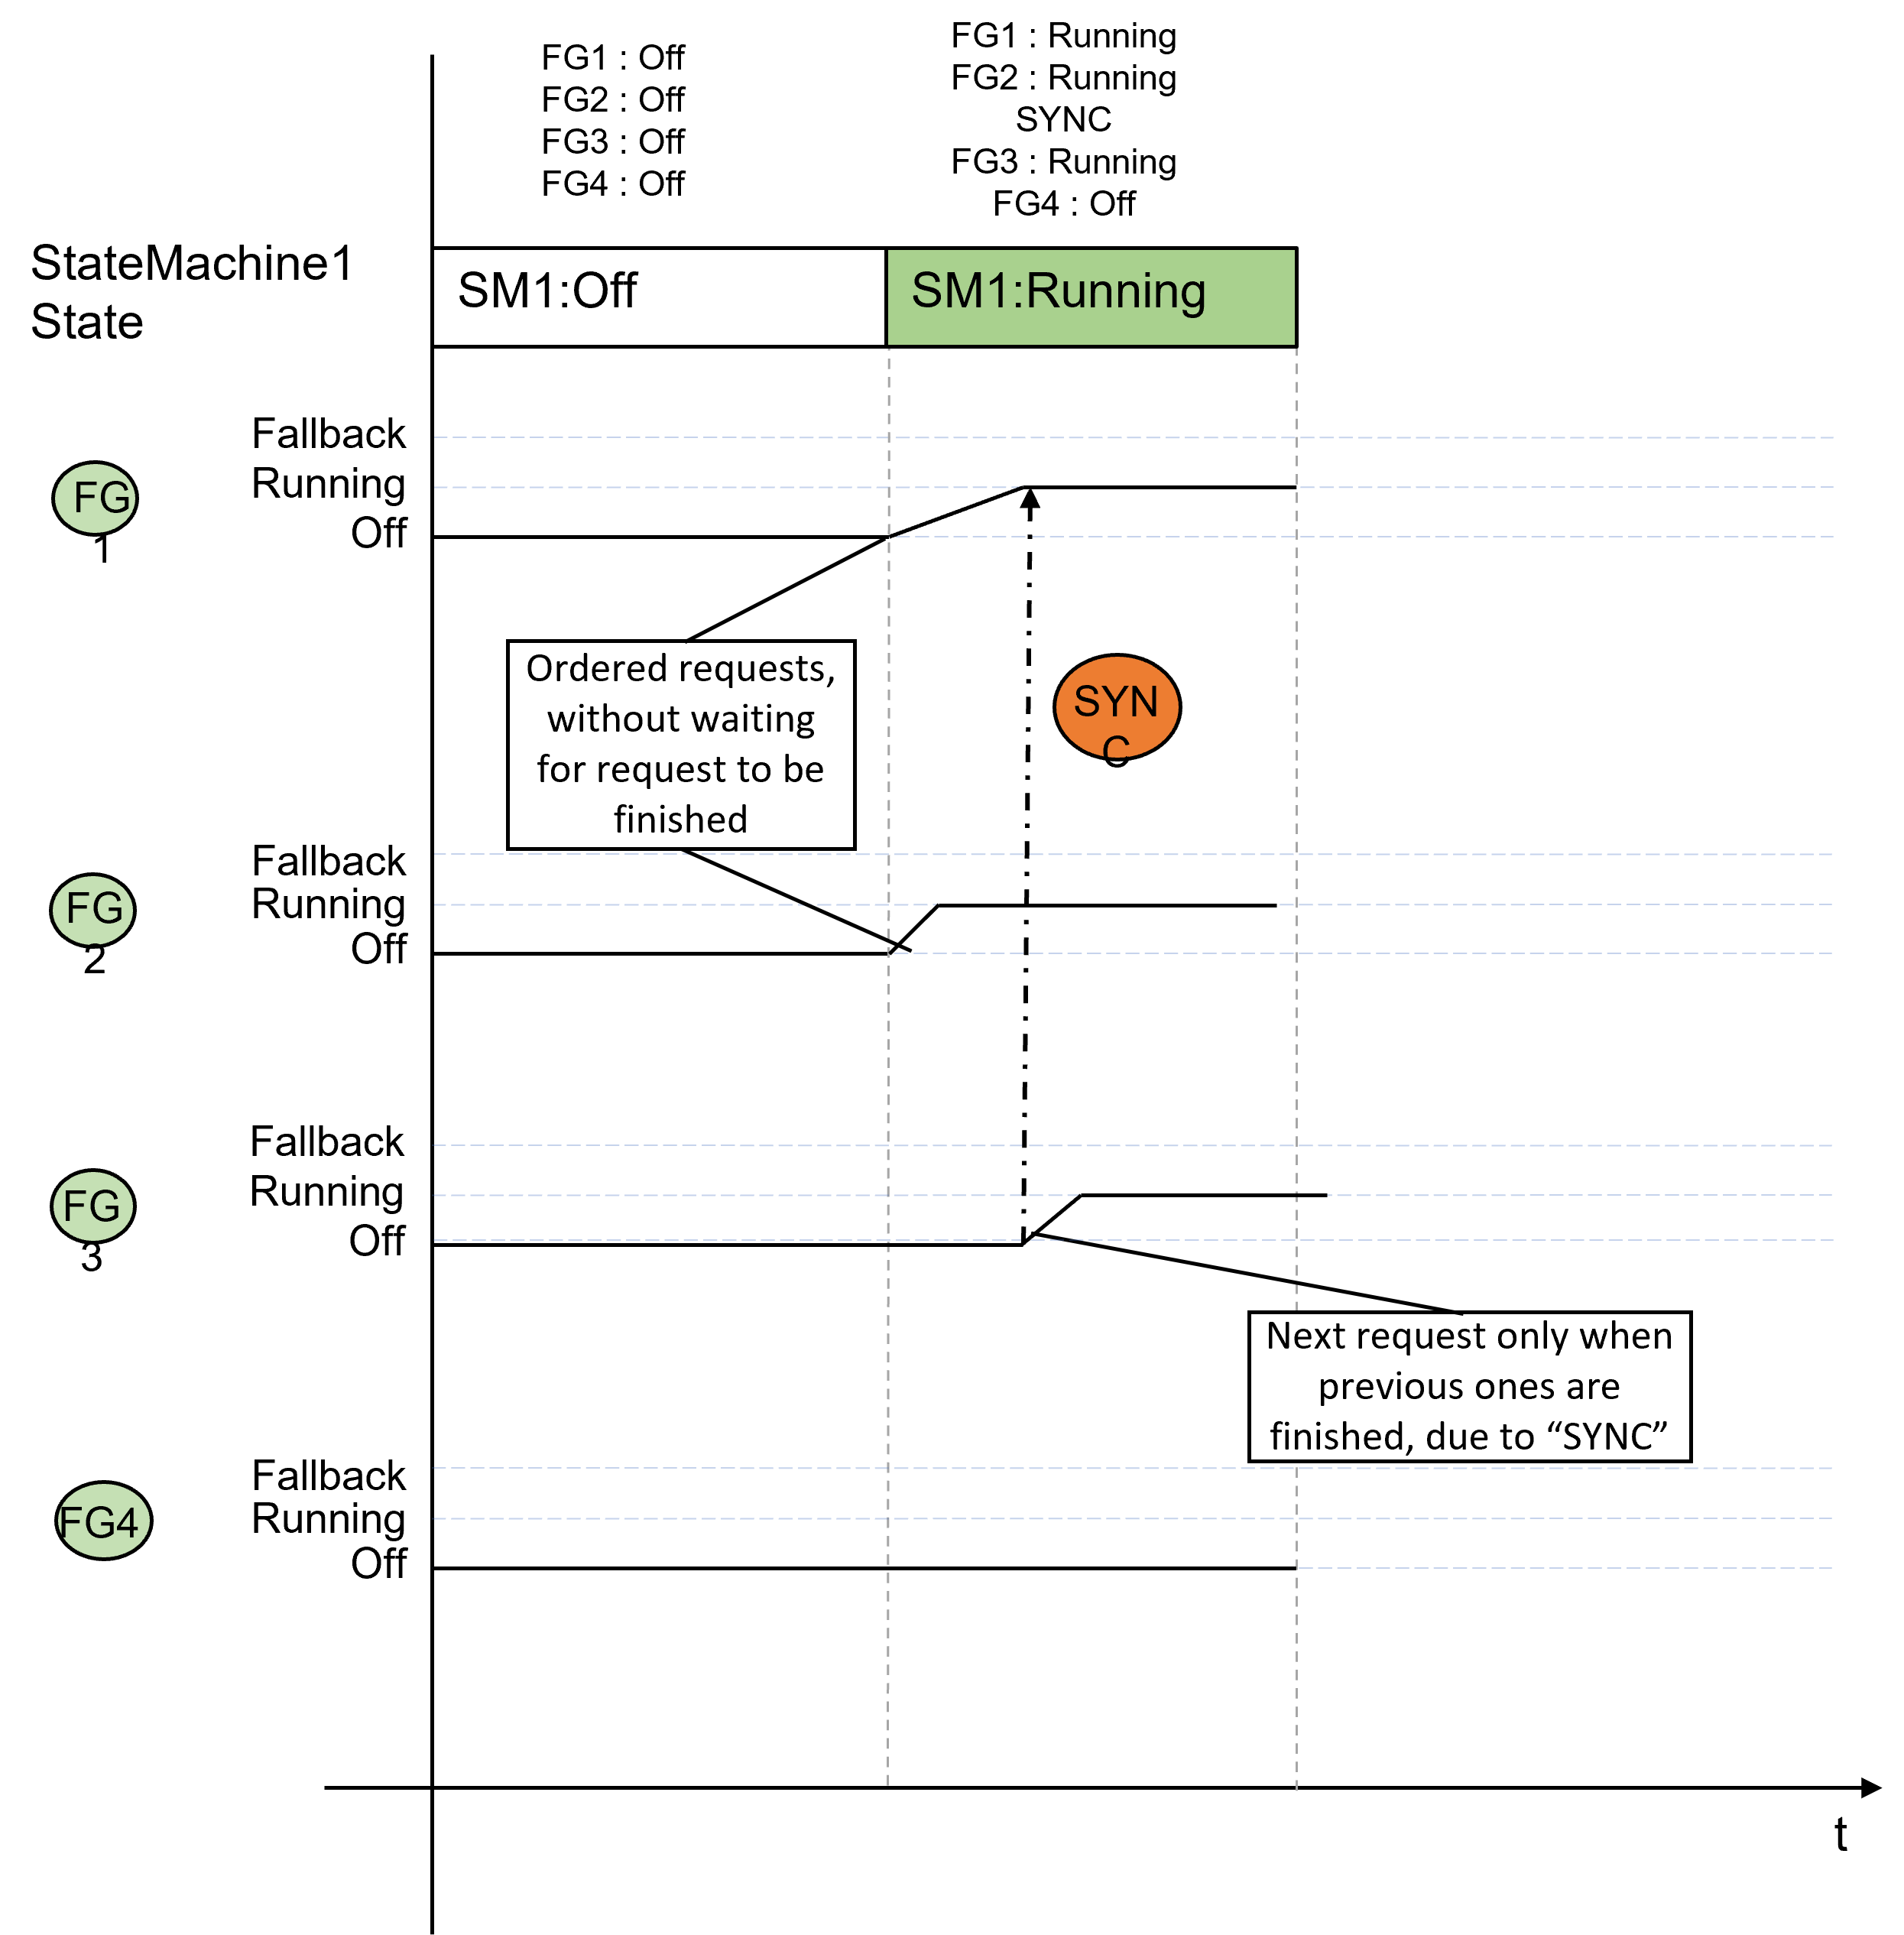 FG1 : Off
FG2 : Off
FG3 : Off
FG4 : Off
FG1 : Running
FG2 : Running
SYNC
FG3 : Running
FG4 : Off
StateMachine1
State
SM1:Off
SM1:Running
Fallback
Running
Off
FG
1
Ordered requests,
without waiting
for request to be
finished
SYN
C
Fallback
Running
Off
FG
2
Fallback
Running
Off
FG
3
Next request only when
previous ones are
finished, due to “SYNC”
Fallback
Running
Off
FG4
t